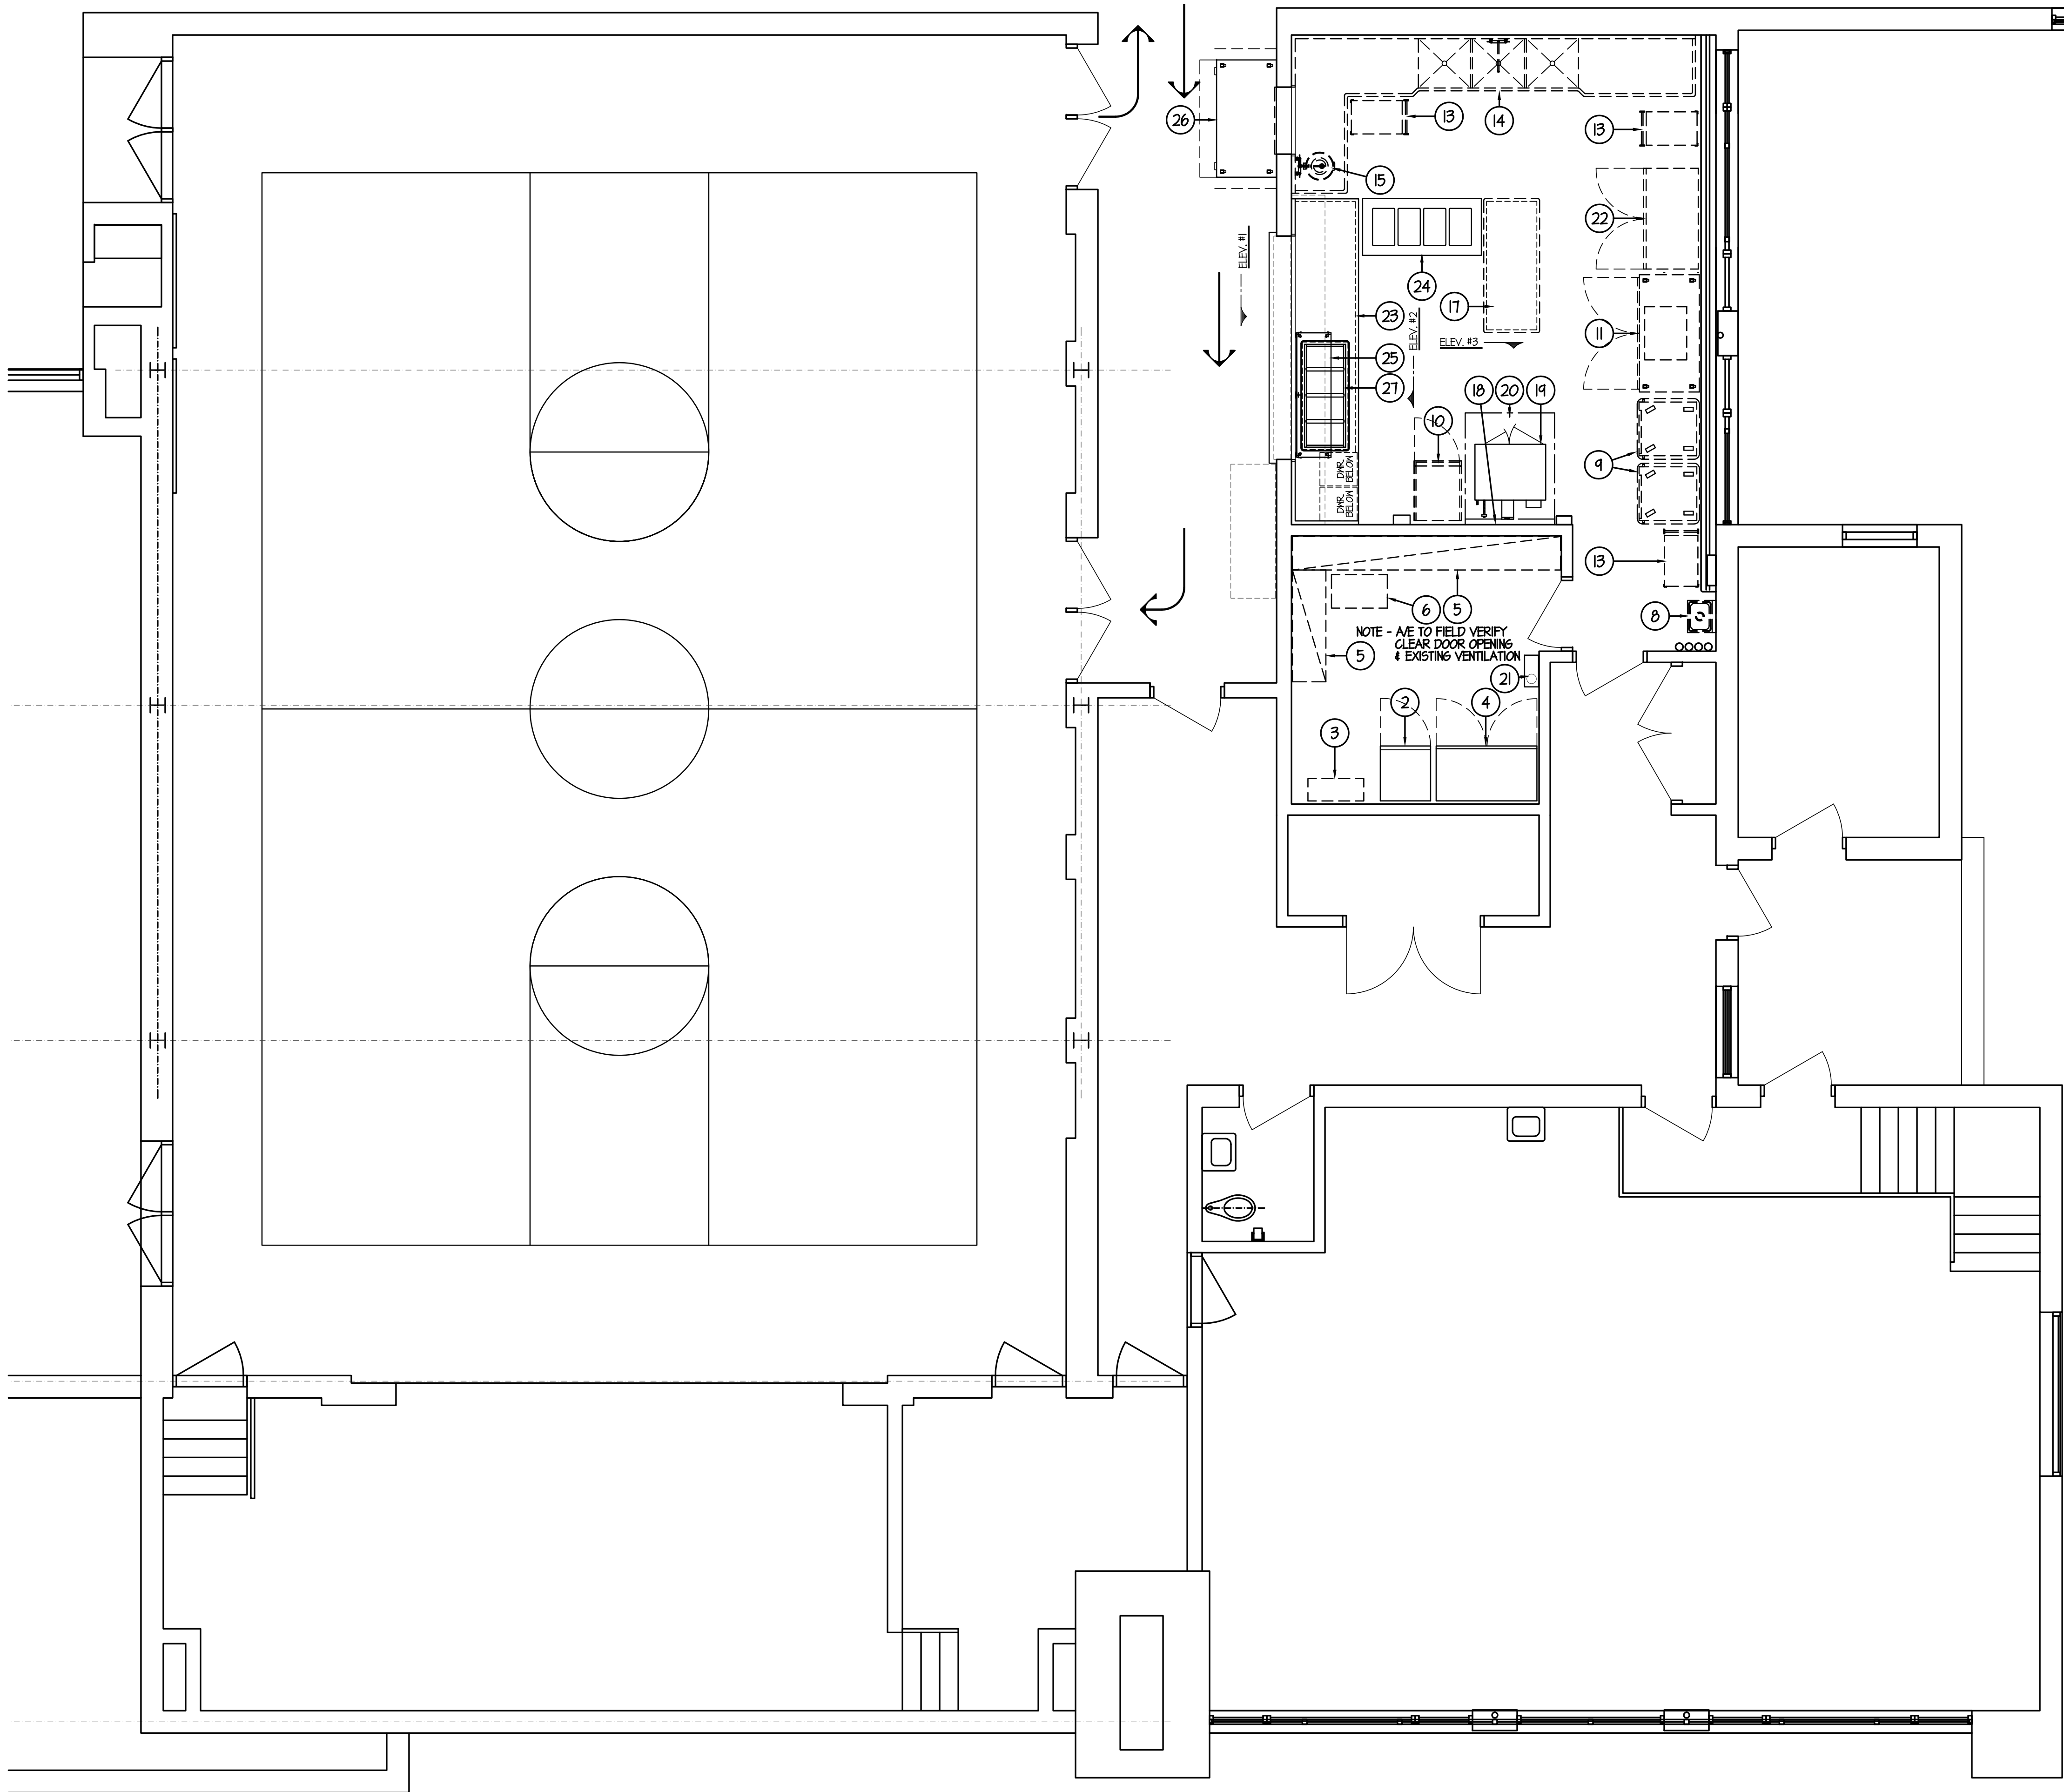 13
14
13
26
15
22
ELEV. #1
24
17
23
ELEV. #2
11
ELEV. #3
25
27
18
20
19
10
9
DWR.
BELOW
DWR.
BELOW
13
6
5
8
NOTE - A/E TO FIELD VERIFY
CLEAR DOOR OPENING
& EXISTING VENTILATION
5
21
2
4
3